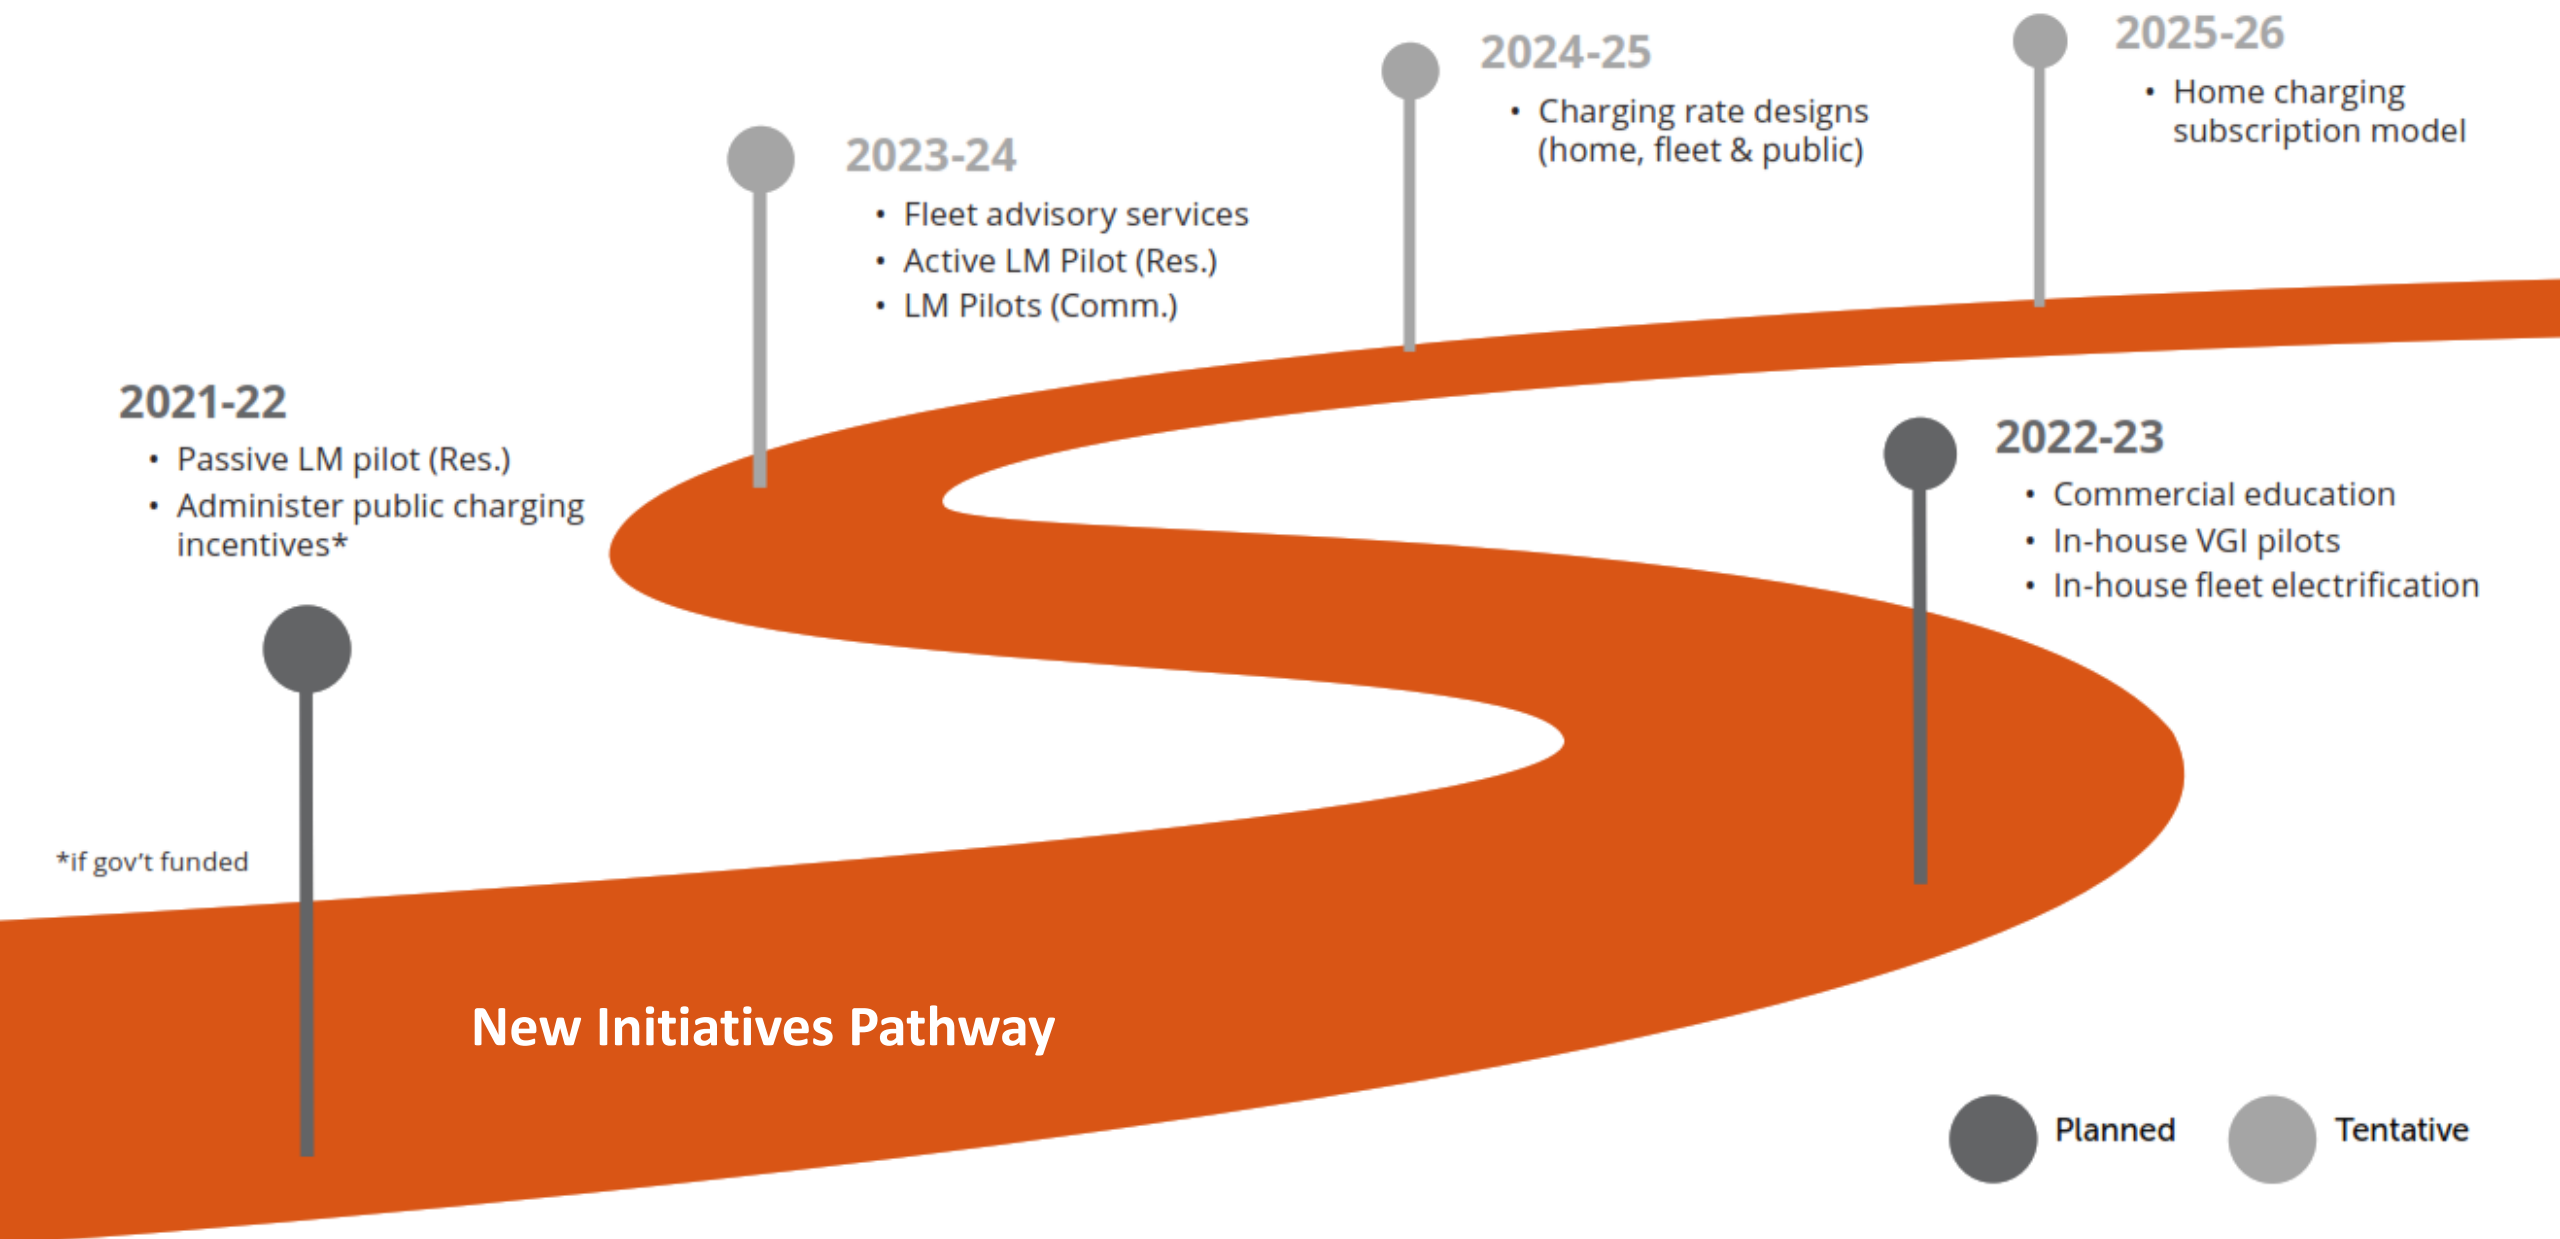 2021-22
• Passive LM pilot (Res.)
• Administer public charging
incentives*
*if gov't funded
2022-23
• Commercial education
• In-house VGI pilots
• In-house fleet electrification
2023-24
• Fleet advisory services
• Active LM Pilot (Res.)
• LM Pilots (Comm.)
2024-25
• Charging rate designs
(home, fleet & public)
2025-26
• Home charging
subscription model
New Initiatives Pathway
Planned
Tentative